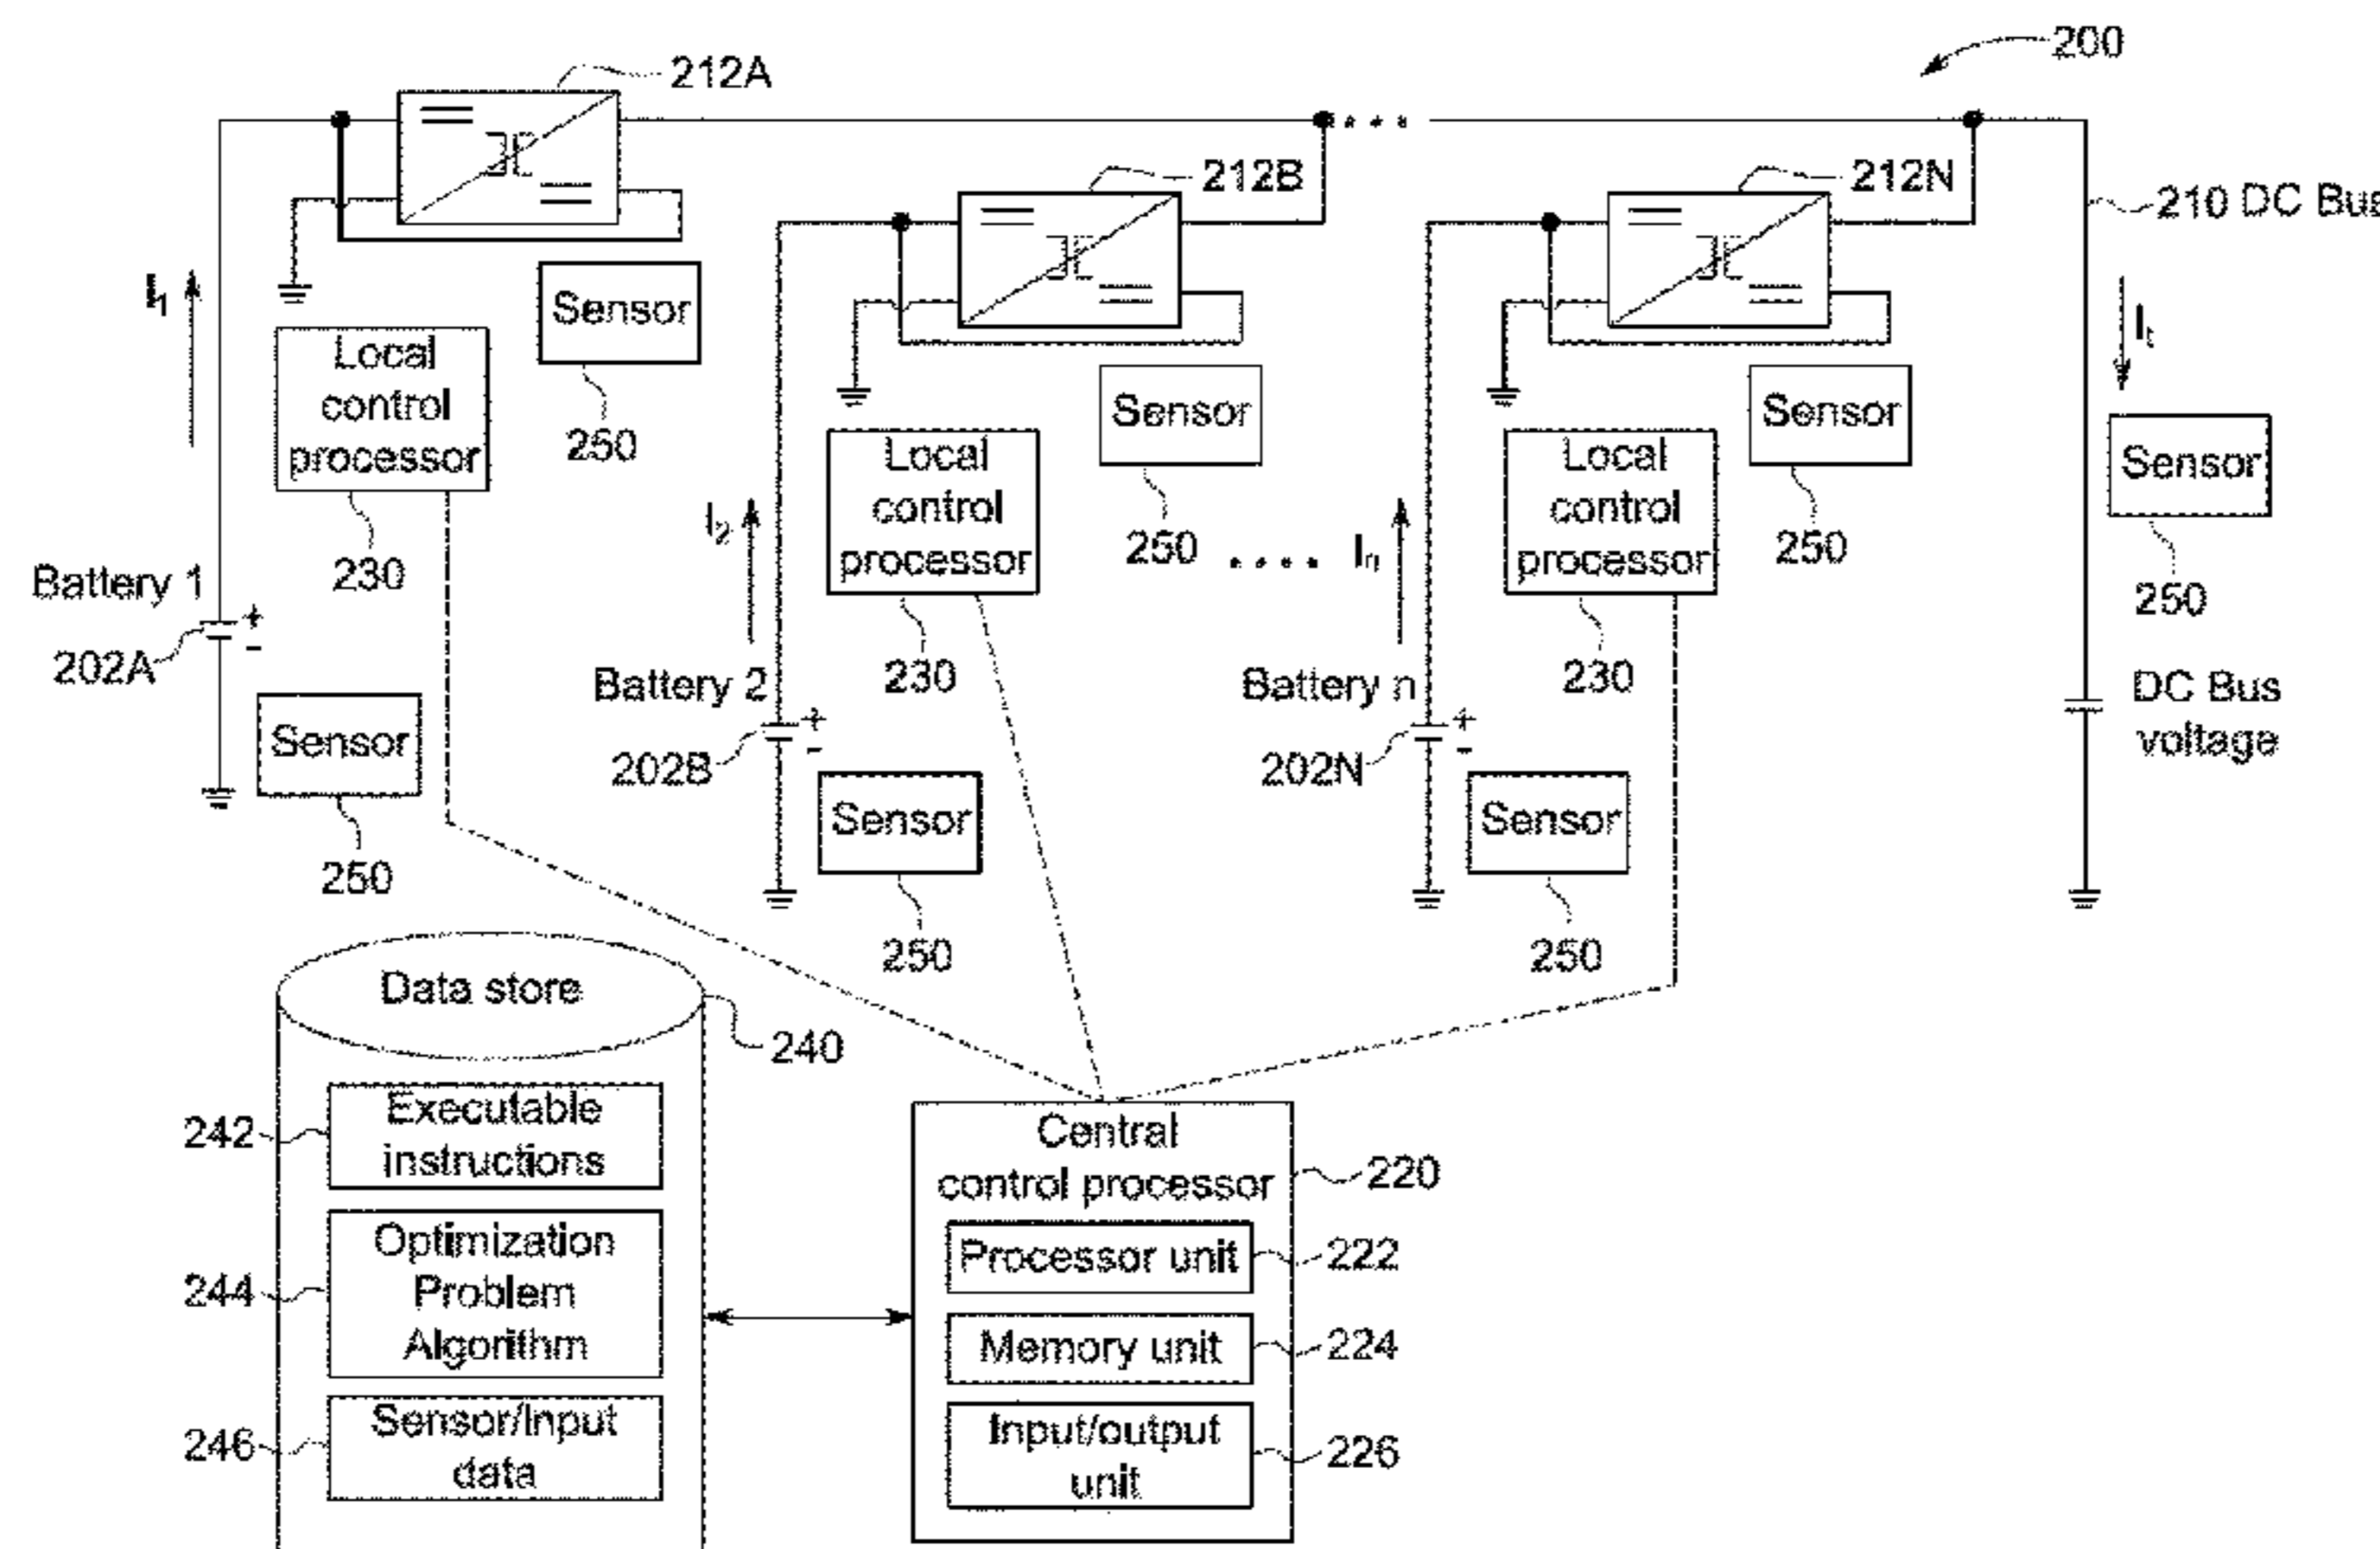 200
212A
212B
212N
210 DC Bus
I1
Sensor
250
Local
control
processor
230
Battery 1
202A
+
-
Sensor
250
I2
Sensor
250
Local
control
processor
230
Battery 2
202B
+
-
Sensor
250
In
Sensor
250
Local
control
processor
230
Battery n
202N
+
-
Sensor
250
It
Sensor
250
DC Bus
voltage
Data store
240
242
Executable
instructions
244
Optimization
Problem
Algorithm
246
Sensor/Input
data
Central
control processor
220
Processor unit
222
Memory unit
224
Input/output
unit
226